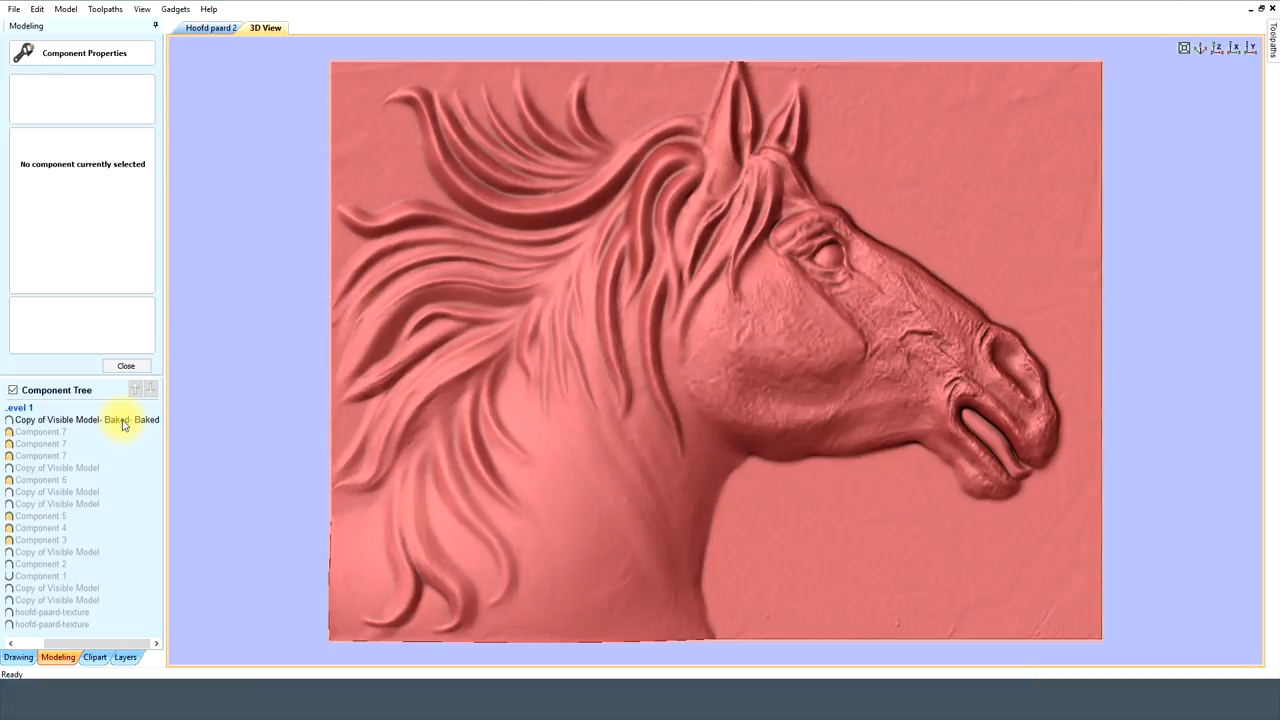 File Edit Model Toolpaths View Gadgets Help
Modeling
Hoofd paard 2 3D View
Toolpaths
Component Properties
No component currently selected
Close
Component Tree
Level 1
Copy of Visible Model- Baked- Baked
Component 7
Component 7
Component 7
Copy of Visible Model
Component 6
Copy of Visible Model
Copy of Visible Model
Component 5
Component 4
Component 3
Copy of Visible Model
Component 2
Component 1
Copy of Visible Model
Copy of Visible Model
hoofd-paard-texture
hoofd-paard-texture
Drawing Modeling Clipart Layers
Ready